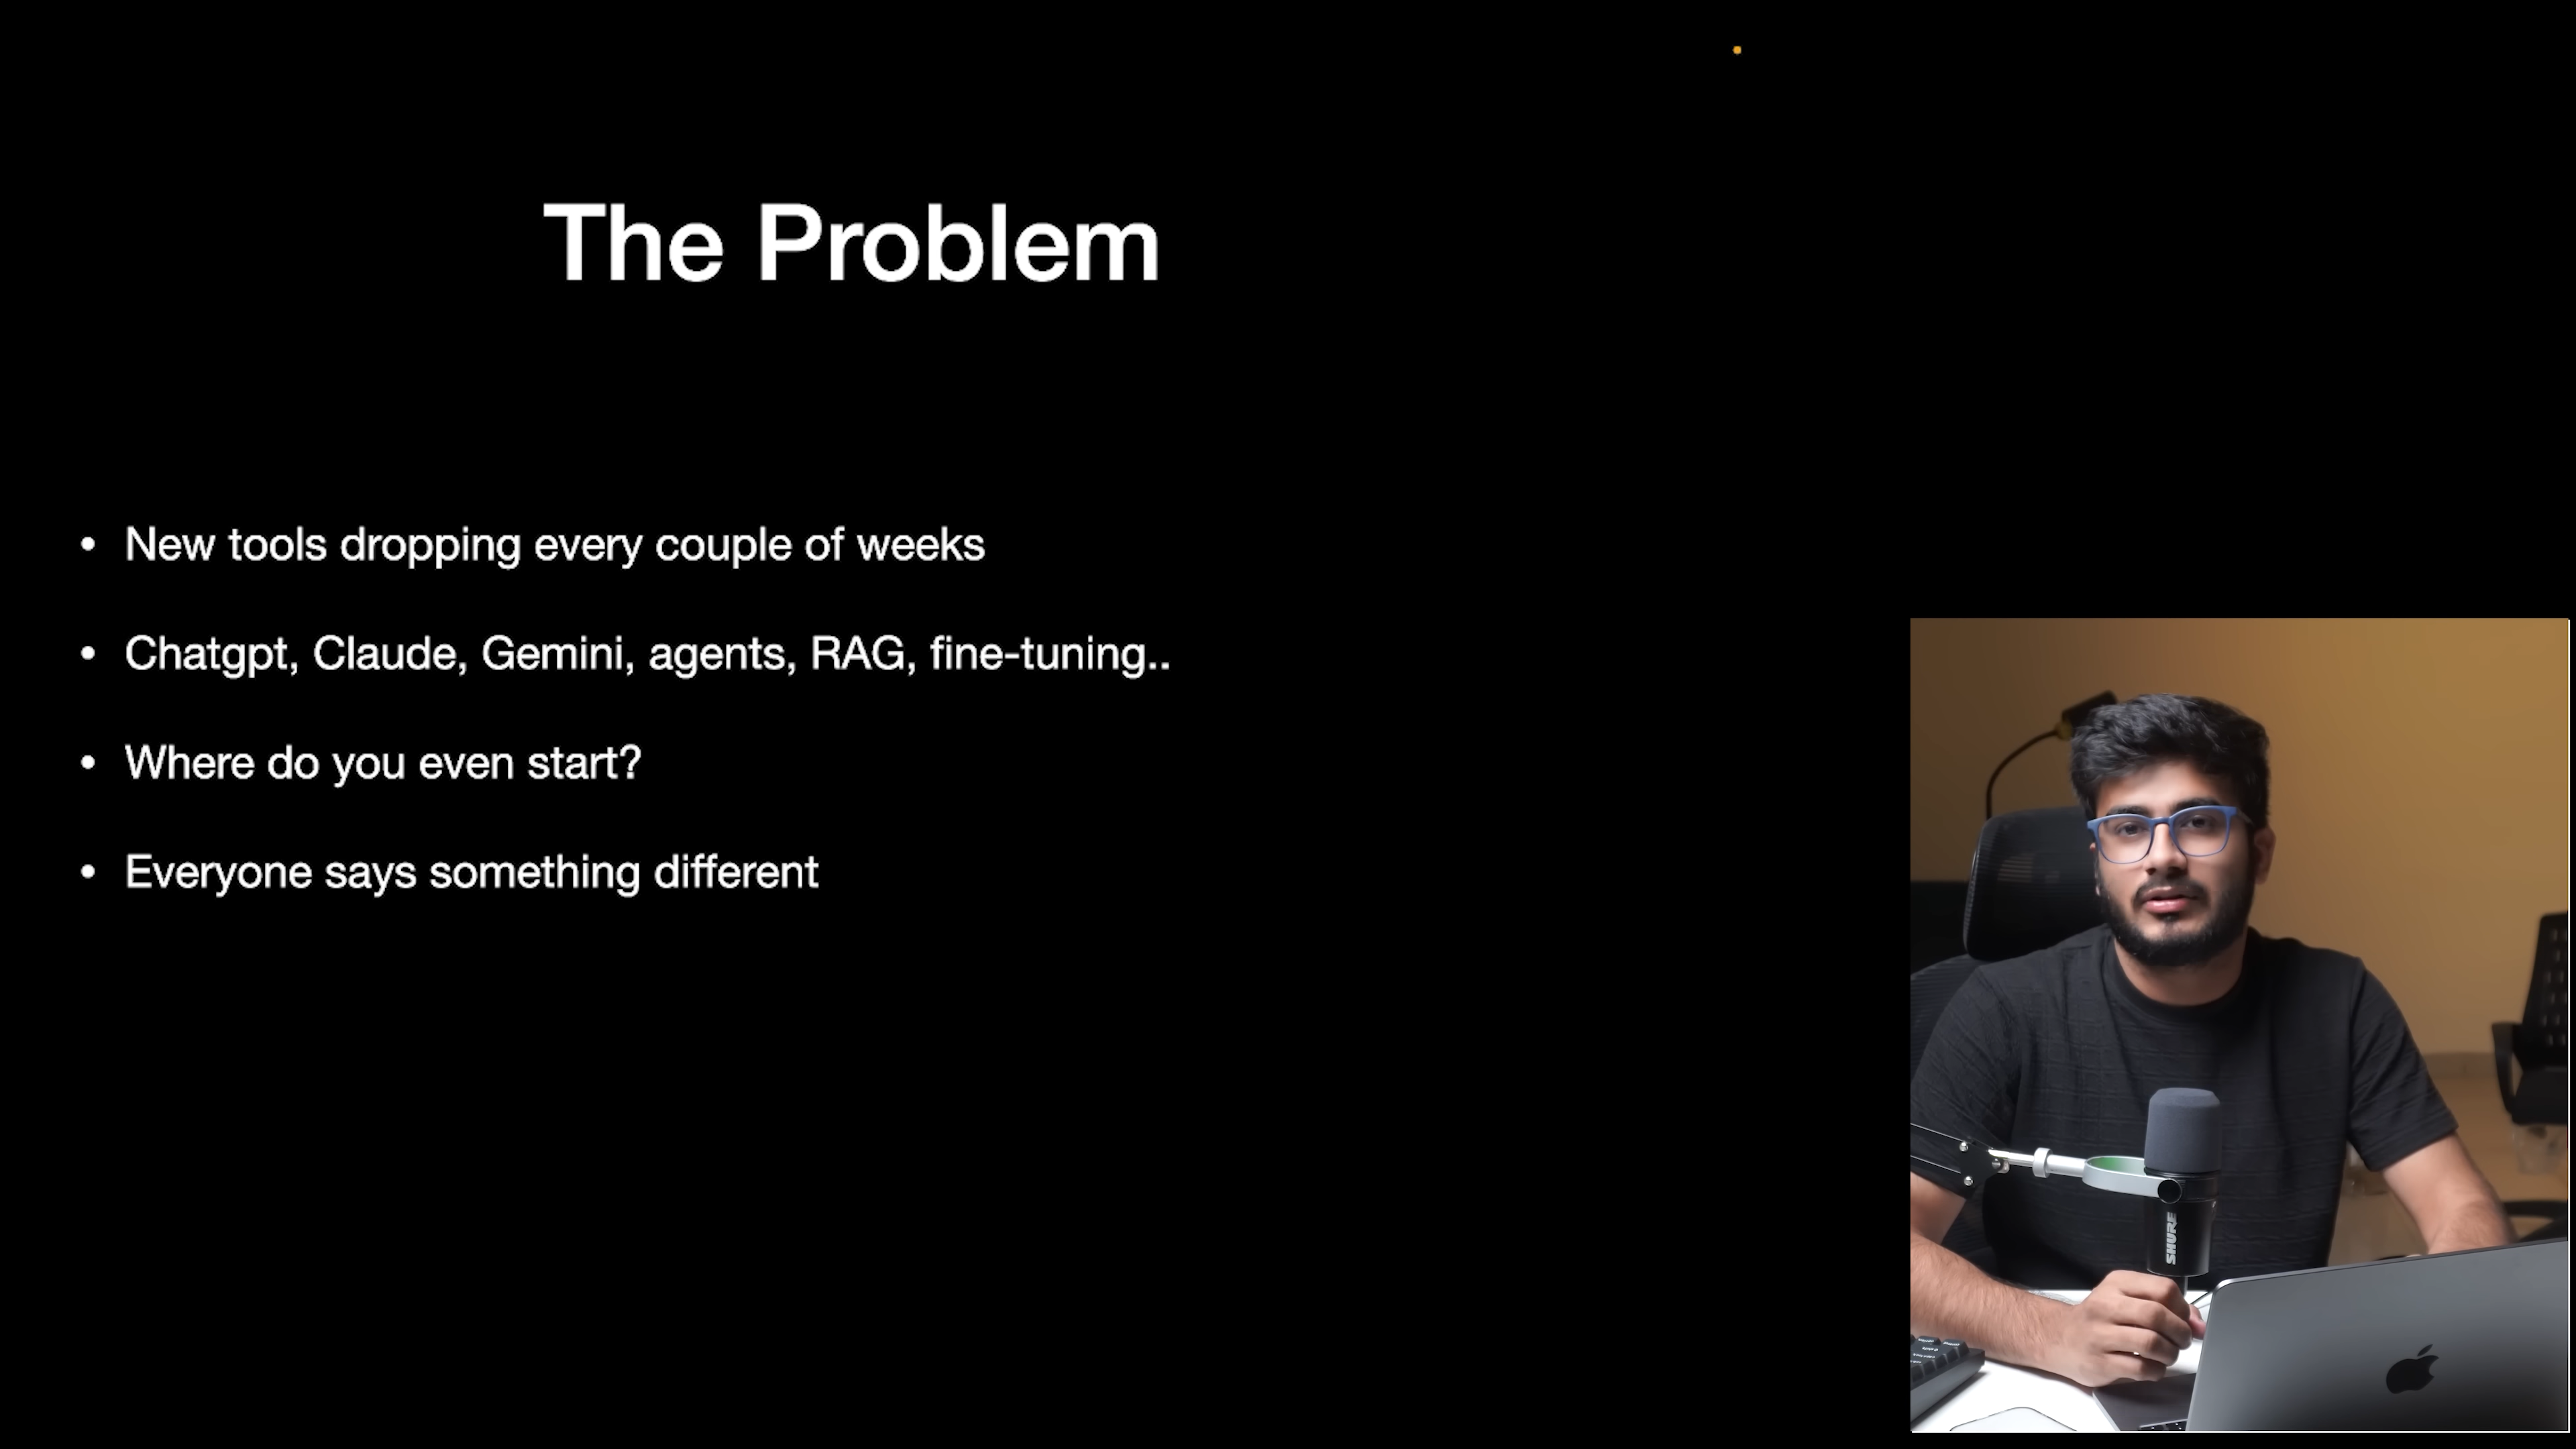 The Problem
• New tools dropping every couple of weeks
• Chatgpt, Claude, Gemini, agents, RAG, fine-tuning..
• Where do you even start?
• Everyone says something different
SHURE